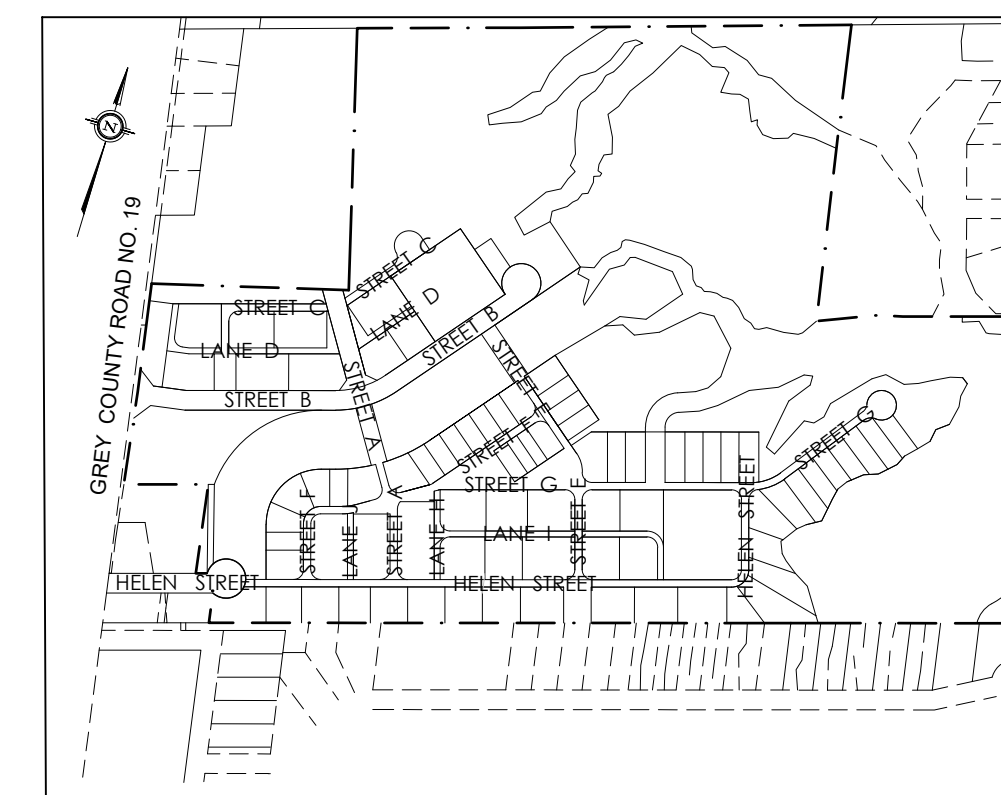 N
GREY COUNTY ROAD NO. 19
STREET C
STREET C
LANE D
LANE D
STREET B
STREET B
STREET A
STREET E
STREET F
STREET G
STREET G
STREET F
LANE
STREET A
LANE H
LANE I
STREET E
HELEN STREET
HELEN STREET
HELEN STREET